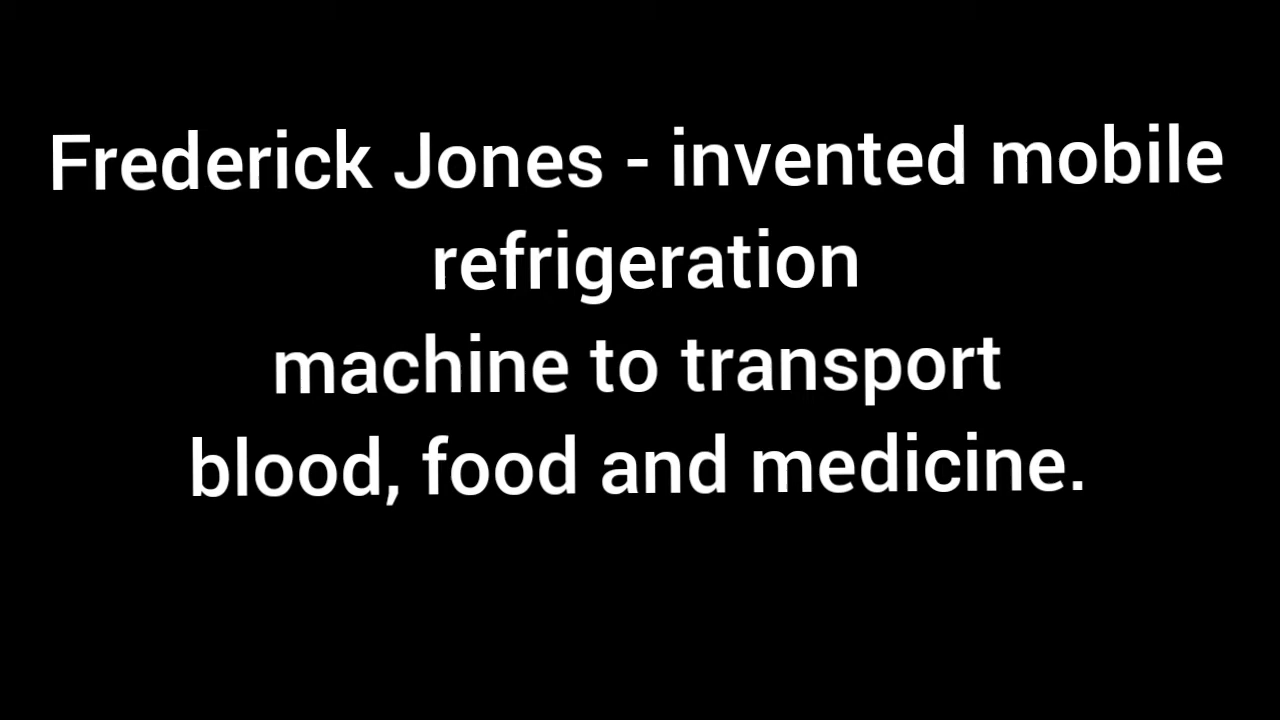 Frederick Jones - invented mobile
refrigeration
machine to transport
blood, food and medicine.